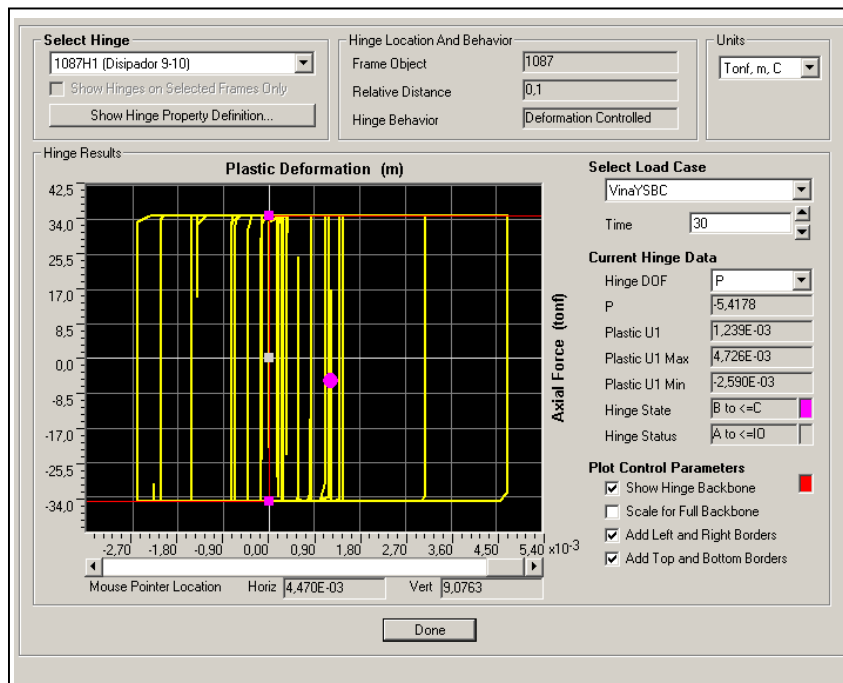 Select Hinge
1087H1 (Disipador 9-10)
Show Hinges on Selected Frames Only
Show Hinge Property Definition...
Hinge Location And Behavior
Frame Object
1087
Relative Distance
0,1
Hinge Behavior
Deformation Controlled
Units
Tonf, m, C
Hinge Results
Plastic Deformation (m)
42,5
34,0
25,5
17,0
8,5
0,0
-8,5
-17,0
-25,5
-34,0
-2,70 -1,80 -0,90 0,00 0,90 1,80 2,70 3,60 4,50 5,40 x10-3
Axial Force (tonf)
Mouse Pointer Location
Horiz
4,470E-03
Vert
9,0763
Select Load Case
VinaYSBC
Time
30
Current Hinge Data
Hinge DOF
P
P
-5,4178
Plastic U1
1,239E-03
Plastic U1 Max
4,726E-03
Plastic U1 Min
-2,590E-03
Hinge State
B to <=C
Hinge Status
A to <=IO
Plot Control Parameters
Show Hinge Backbone
Scale for Full Backbone
Add Left and Right Borders
Add Top and Bottom Borders
Done